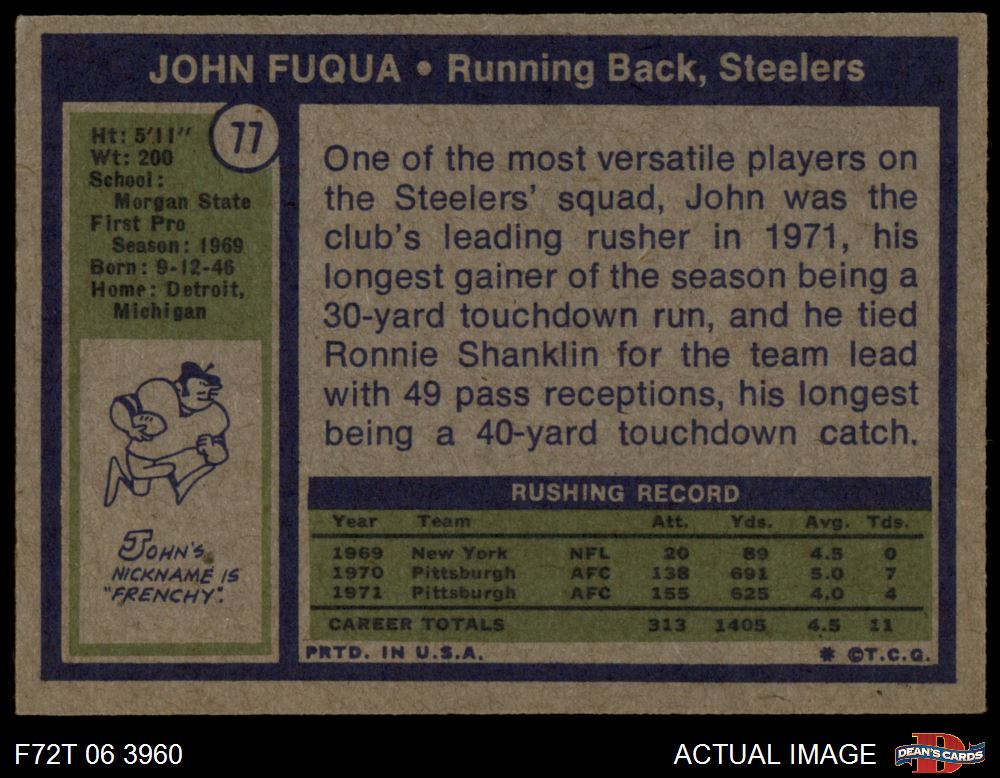 JOHN FUQUA • Running Back, Steelers
77
Ht: 5'11"
Wt: 200
School:
Morgan State
First Pro
Season: 1969
Born: 9-12-46
Home: Detroit,
Michigan
JOHN'S
NICKNAME IS
"FRENCHY".
One of the most versatile players on
the Steelers' squad, John was the
club's leading rusher in 1971, his
longest gainer of the season being a
30-yard touchdown run, and he tied
Ronnie Shanklin for the team lead
with 49 pass receptions, his longest
being a 40-yard touchdown catch.
RUSHING RECORD
Year Team Att. Yds. Avg. Tds.
1969 New York NFL 20 89 4.5 0
1970 Pittsburgh AFC 138 691 5.0 7
1971 Pittsburgh AFC 155 625 4.0 4
CAREER TOTALS 313 1405 4.5 11
PRTD. IN U.S.A. * ©T.C.G.
F72T 06 3960 ACTUAL IMAGE DEAN'S CARDS